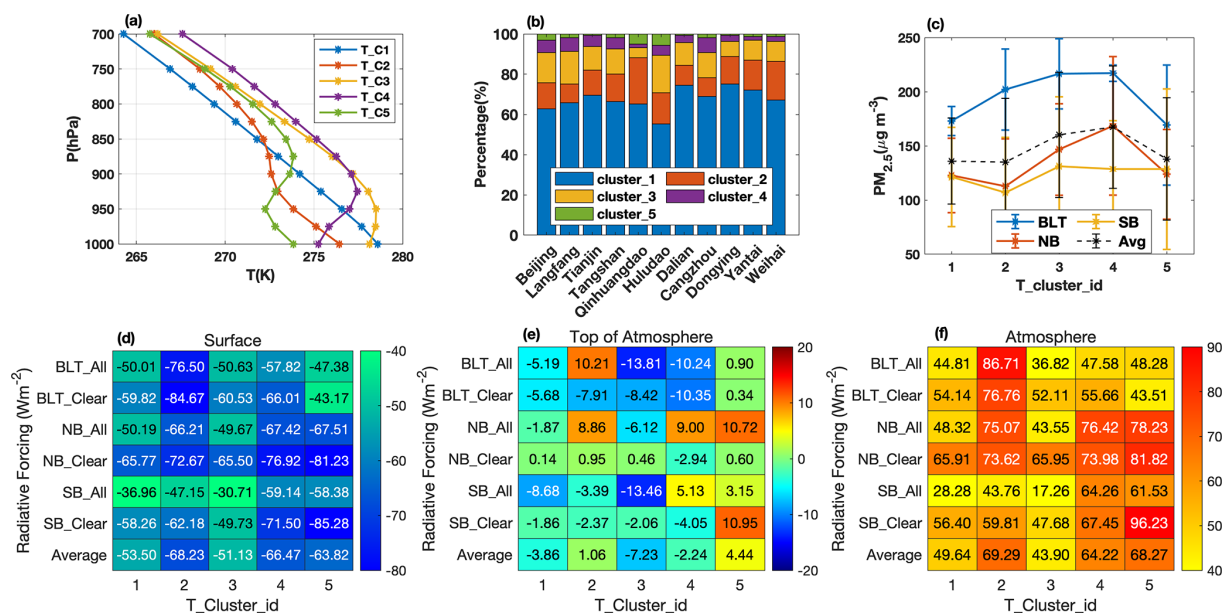 (a)
700
750
800
850
900
950
1000
P(hPa)
265
270
275
280
T(K)
T_C1
T_C2
T_C3
T_C4
T_C5
(b)
100
80
60
40
20
0
Percentage(%)
cluster_1
cluster_2
cluster_3
cluster_4
cluster_5
Beijing
Langfang
Tianjin
Tangshan
Qinhuangdao
Huludao
Dalian
Cangzhou
Dongying
Yantai
Weihai
(c)
250
200
150
100
50
PM2.5(μg m-3)
BLT
SB
NB
Avg
1 2 3 4 5
T_cluster_id
(d)
Surface
Radiative Forcing (Wm-2)
BLT_All -50.01 -76.50 -50.63 -57.82 -47.38
BLT_Clear -59.82 -84.67 -60.53 -66.01 -43.17
NB_All -50.19 -66.21 -49.67 -67.42 -67.51
NB_Clear -65.77 -72.67 -65.50 -76.92 -81.23
SB_All -36.96 -47.15 -30.71 -59.14 -58.38
SB_Clear -58.26 -62.18 -49.73 -71.50 -85.28
Average -53.50 -68.23 -51.13 -66.47 -63.82
1 2 3 4 5
T_Cluster_id
-40
-50
-60
-70
-80
(e)
Top of Atmosphere
Radiative Forcing (Wm-2)
BLT_All -5.19 10.21 -13.81 -10.24 0.90
BLT_Clear -5.68 -7.91 -8.42 -10.35 0.34
NB_All -1.87 8.86 -6.12 9.00 10.72
NB_Clear 0.14 0.95 0.46 -2.94 0.60
SB_All -8.68 -3.39 -13.46 5.13 3.15
SB_Clear -1.86 -2.37 -2.06 -4.05 10.95
Average -3.86 1.06 -7.23 -2.24 4.44
1 2 3 4 5
T_Cluster_id
20
15
10
5
0
-5
-10
-15
-20
(f)
Atmosphere
Radiative Forcing (Wm-2)
BLT_All 44.81 86.71 36.82 47.58 48.28
BLT_Clear 54.14 76.76 52.11 55.66 43.51
NB_All 48.32 75.07 43.55 76.42 78.23
NB_Clear 65.91 73.62 65.95 73.98 81.82
SB_All 28.28 43.76 17.26 64.26 61.53
SB_Clear 56.40 59.81 47.68 67.45 96.23
Average 49.64 69.29 43.90 64.22 68.27
1 2 3 4 5
T_Cluster_id
90
80
70
60
50
40